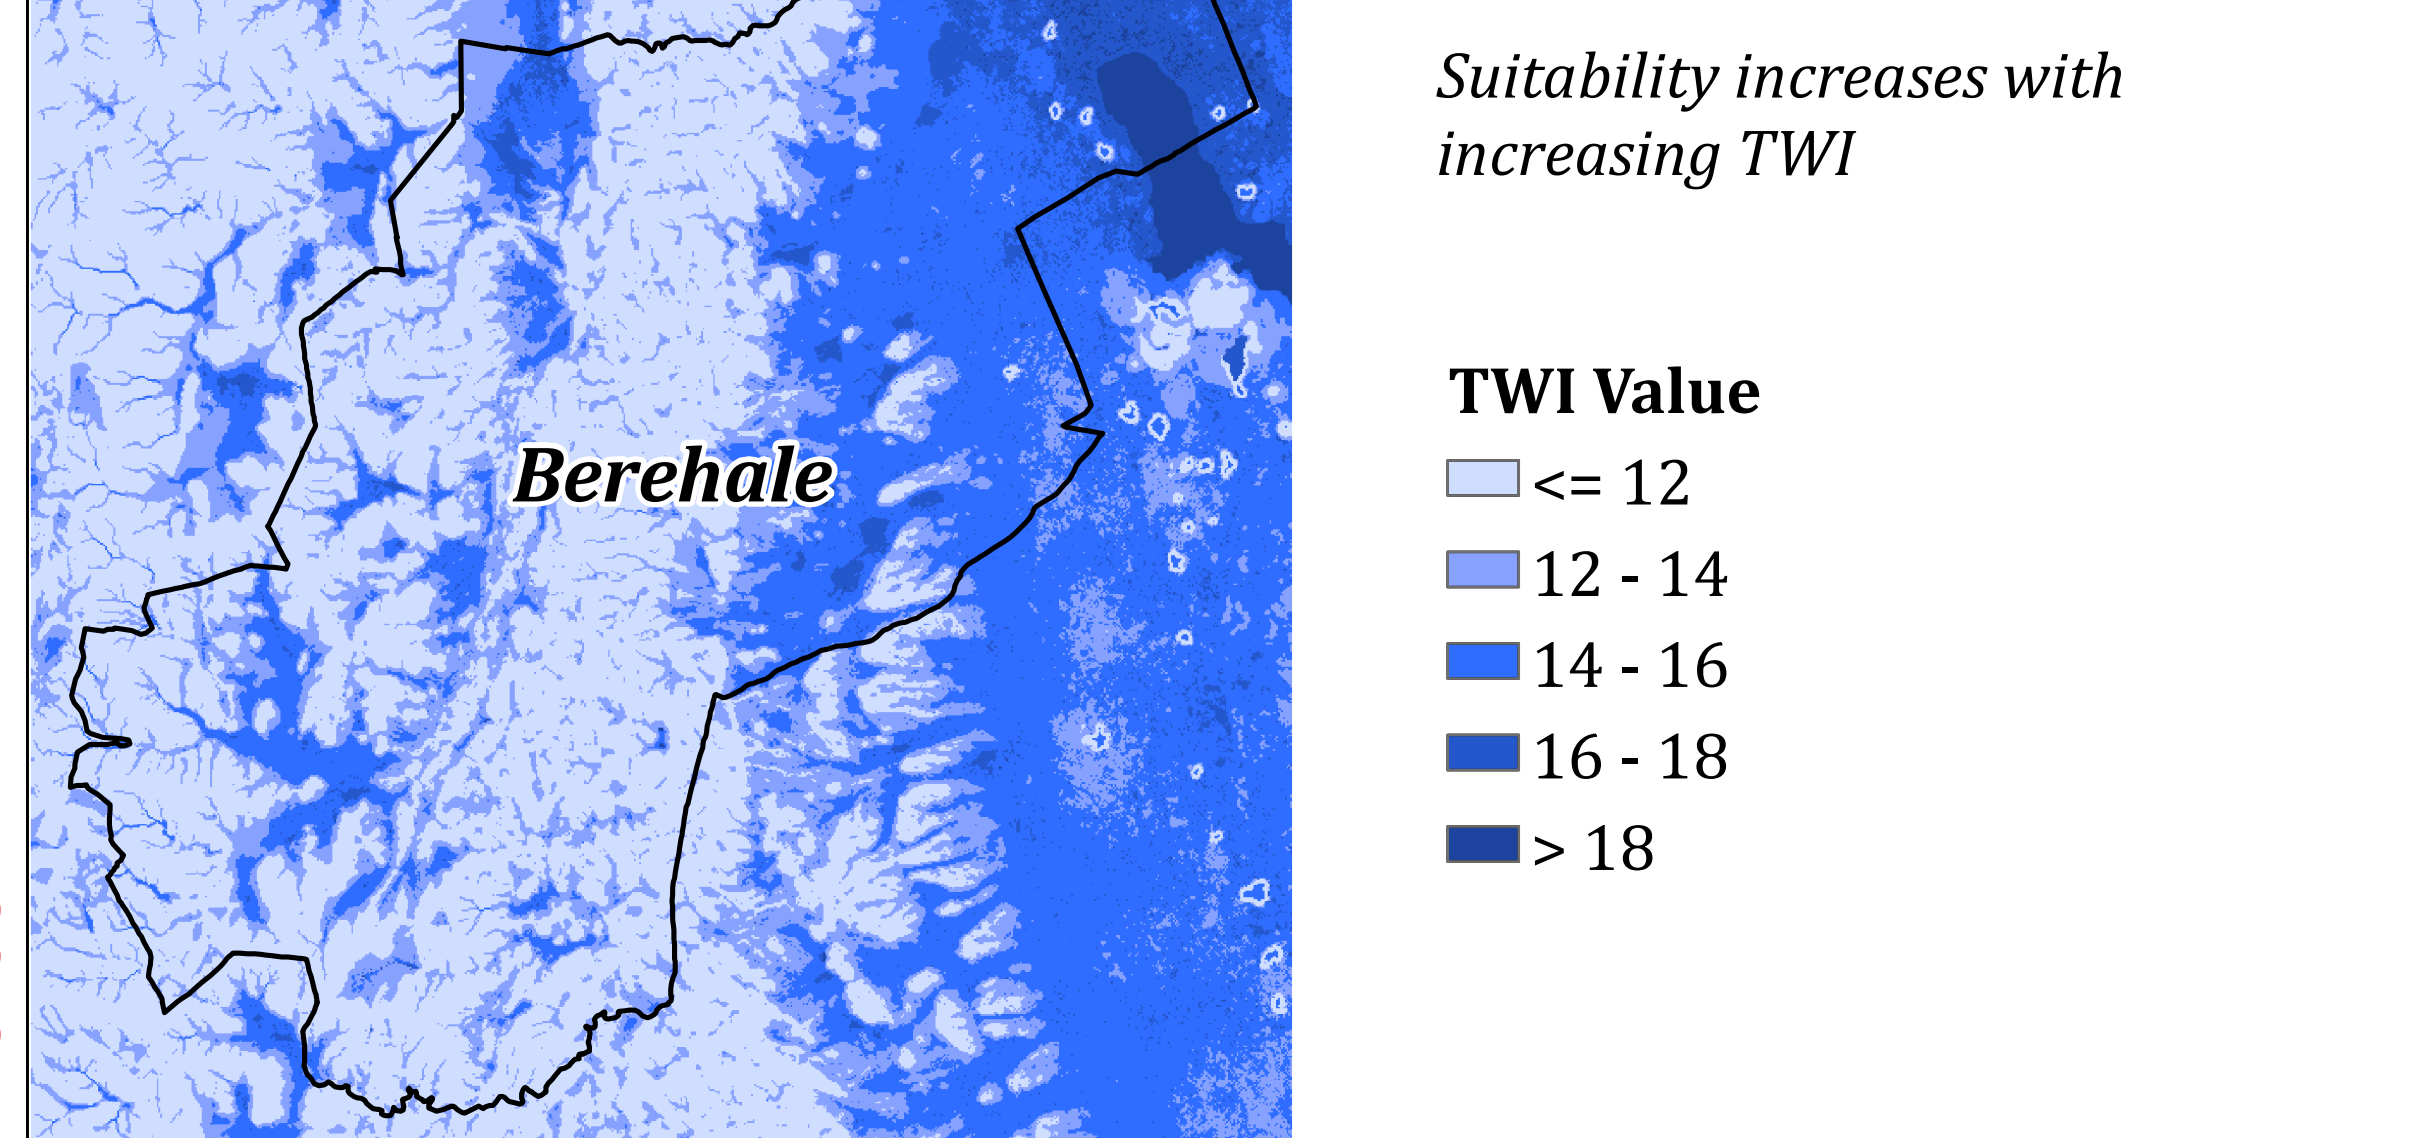 Suitability increases with
increasing TWI
Berehale
TWI Value
<= 12
12 - 14
14 - 16
16 - 18
> 18